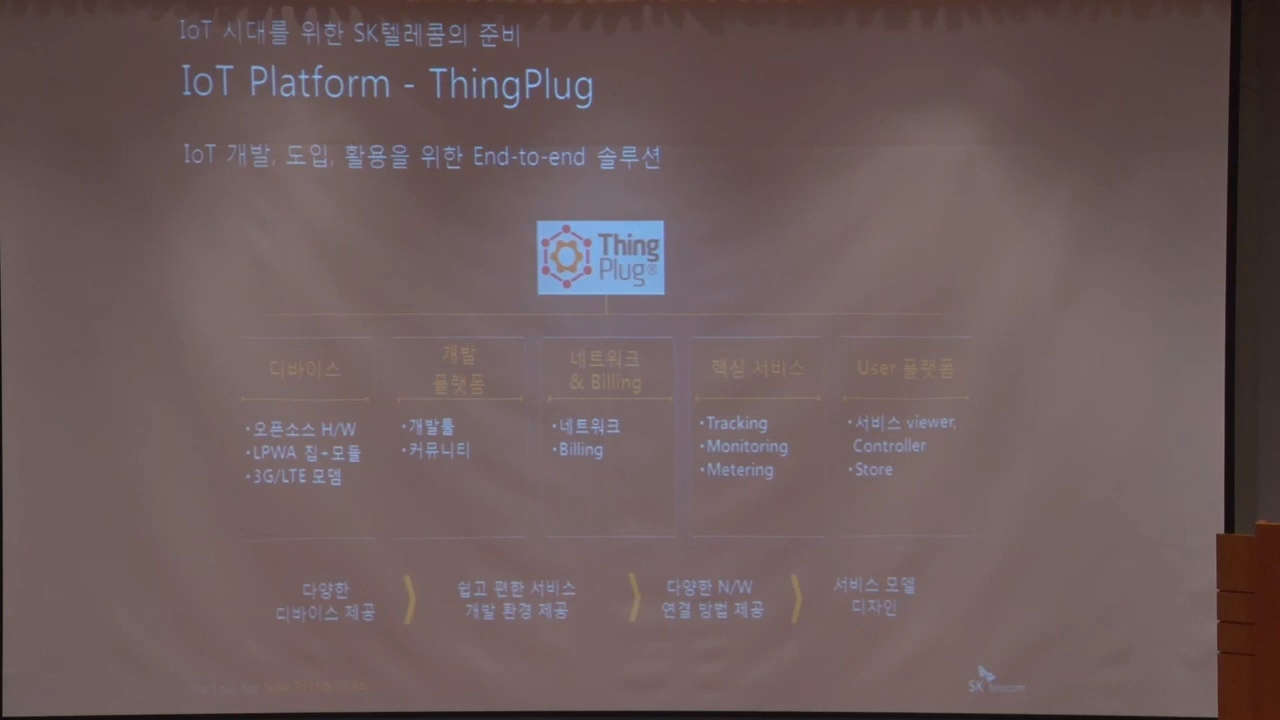 IoT 시대를 위한 SK텔레콤의 준비
IoT Platform - ThingPlug
IoT 개발, 도입, 활용을 위한 End-to-end 솔루션
Thing
Plug®
디바이스
·오픈소스 H/W
·LPWA 칩+모듈
·3G/LTE 모뎀
개발
플랫폼
·개발툴
·커뮤니티
네트워크
& Billing
·네트워크
·Billing
핵심 서비스
·Tracking
·Monitoring
·Metering
User 플랫폼
·서비스 viewer,
Controller
·Store
다양한
디바이스 제공
쉽고 편한 서비스
개발 환경 제공
다양한 N/W
연결 방법 제공
서비스 모델
디자인
SK telecom